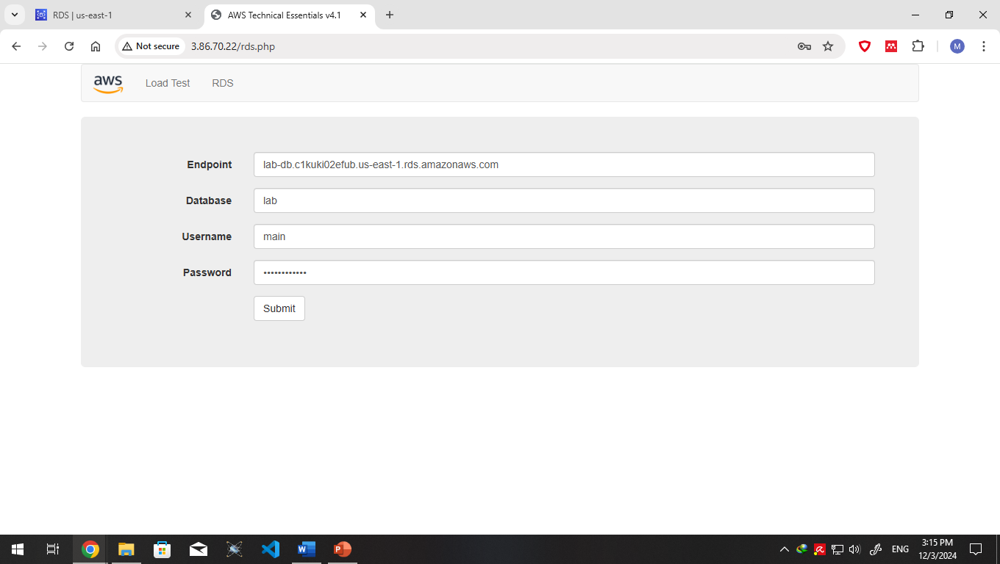 RDS | us-east-1
AWS Technical Essentials v4.1
Not secure
3.86.70.22/rds.php
M
aws
Load Test
RDS
Endpoint
lab-db.c1kuki02efub.us-east-1.rds.amazonaws.com
Database
lab
Username
main
Password
••••••••••••
Submit
W
P
ENG
3:15 PM
12/3/2024